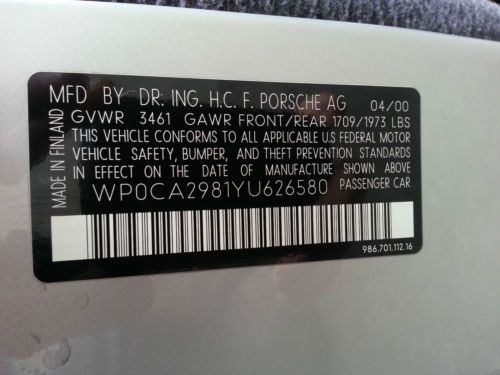 MFD BY DR. ING. H.C. F. PORSCHE AG 04/00
GVWR 3461 GAWR FRONT/REAR 1709/1973 LBS
THIS VEHICLE CONFORMS TO ALL APPLICABLE U.S FEDERAL MOTOR
VEHICLE SAFETY, BUMPER, AND THEFT PREVENTION STANDARDS
IN EFFECT ON THE DATE OF MANUFACTURE SHOWN ABOVE
WP0CA2981YU626580 PASSENGER CAR
986.701.112.16
MADE IN FINLAND